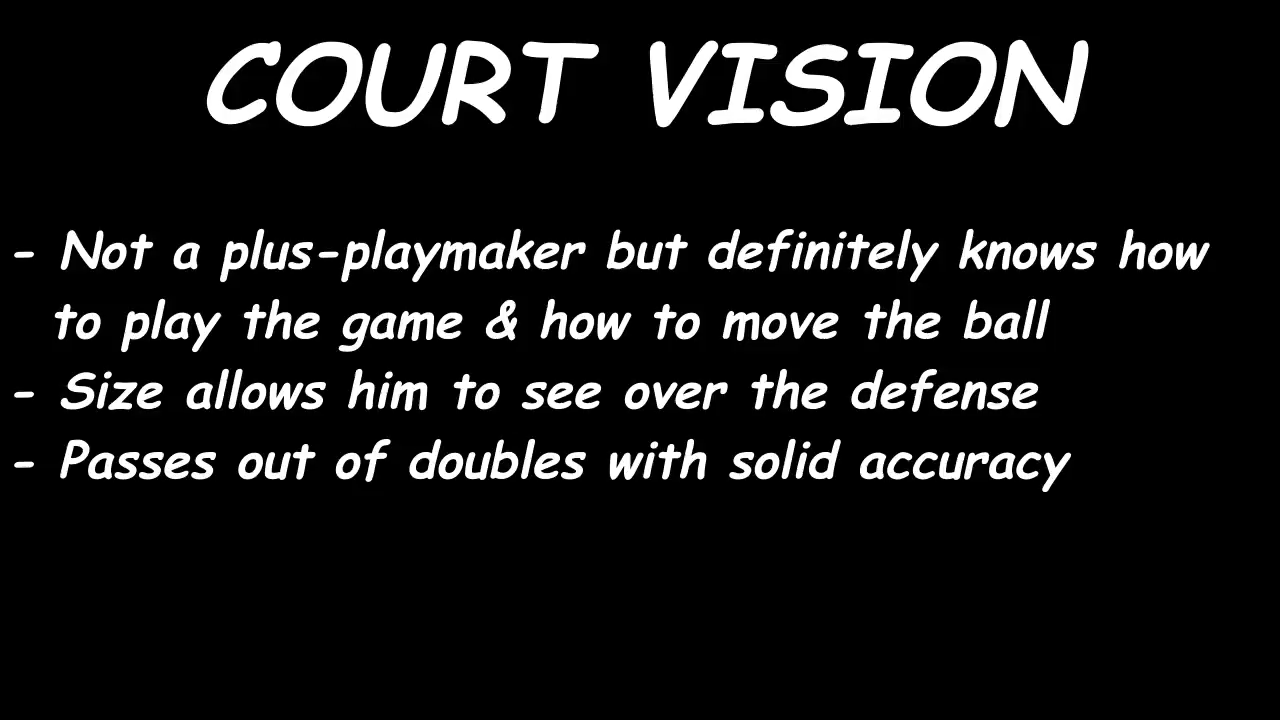 COURT VISION
- Not a plus-playmaker but definitely knows how
to play the game & how to move the ball
- Size allows him to see over the defense
- Passes out of doubles with solid accuracy